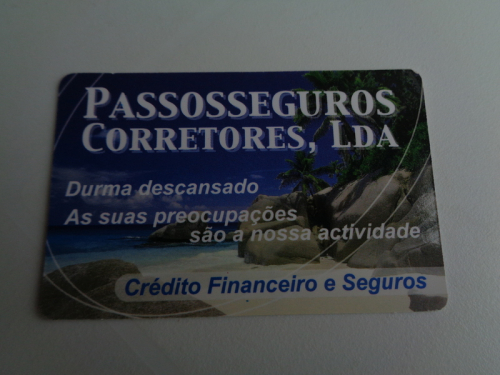 PASSOSSEGUROS
CORRETORES, LDA
Durma descansado
As suas preocupações
são a nossa actividade
Crédito Financeiro e Seguros